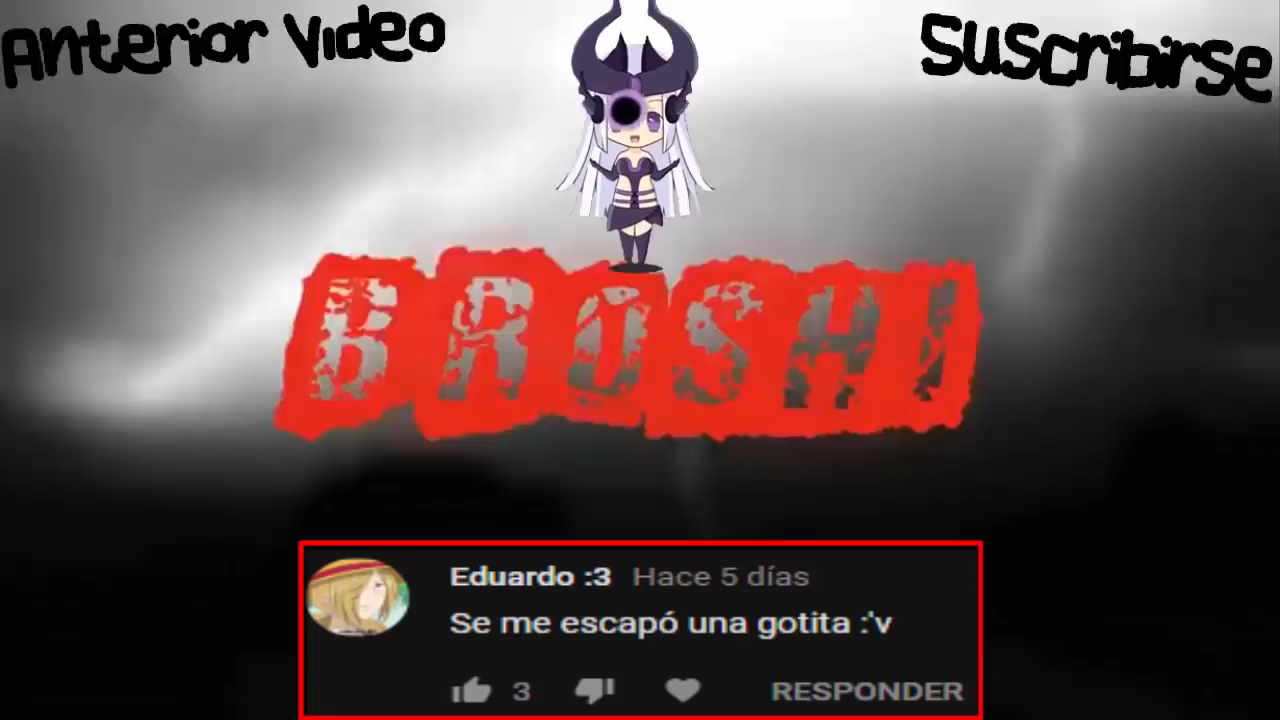 Anterior Video
Suscribirse
BROSHI
Eduardo :3 Hace 5 días
Se me escapó una gotita :'v
3 RESPONDER